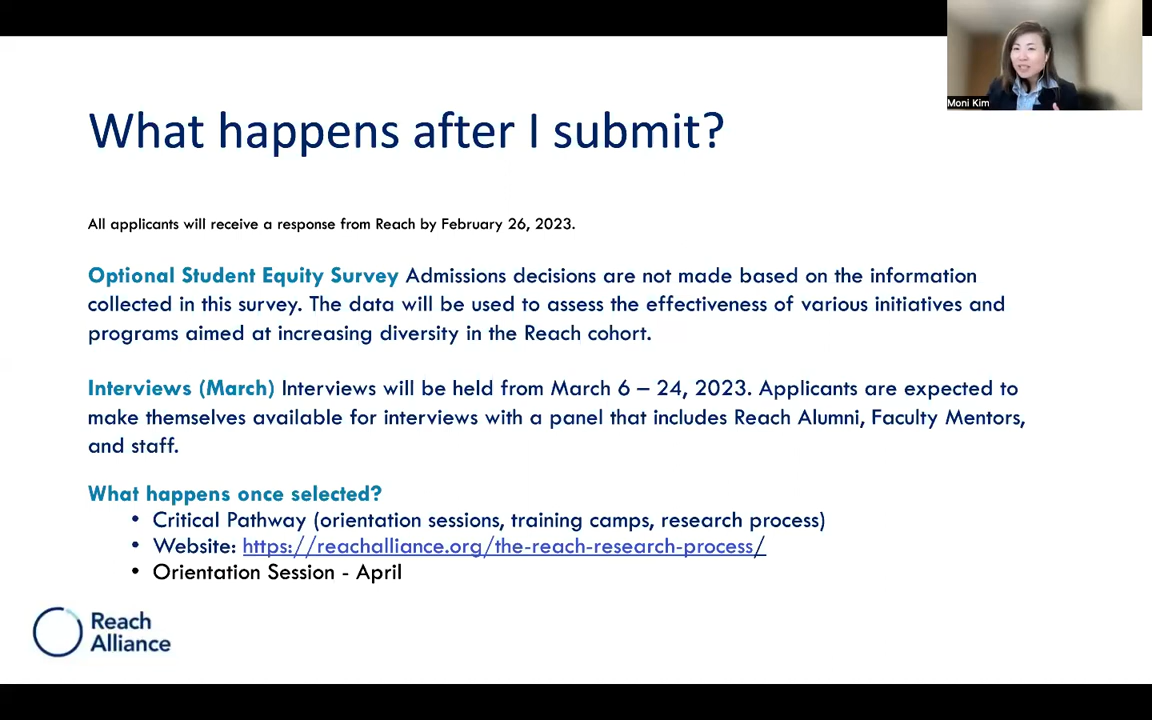 Moni Kim
What happens after I submit?
All applicants will receive a response from Reach by February 26, 2023.
Optional Student Equity Survey Admissions decisions are not made based on the information
collected in this survey. The data will be used to assess the effectiveness of various initiatives and
programs aimed at increasing diversity in the Reach cohort.
Interviews (March) Interviews will be held from March 6 – 24, 2023. Applicants are expected to
make themselves available for interviews with a panel that includes Reach Alumni, Faculty Mentors,
and staff.
What happens once selected?
• Critical Pathway (orientation sessions, training camps, research process)
• Website: https://reachalliance.org/the-reach-research-process/
• Orientation Session - April
Reach
Alliance